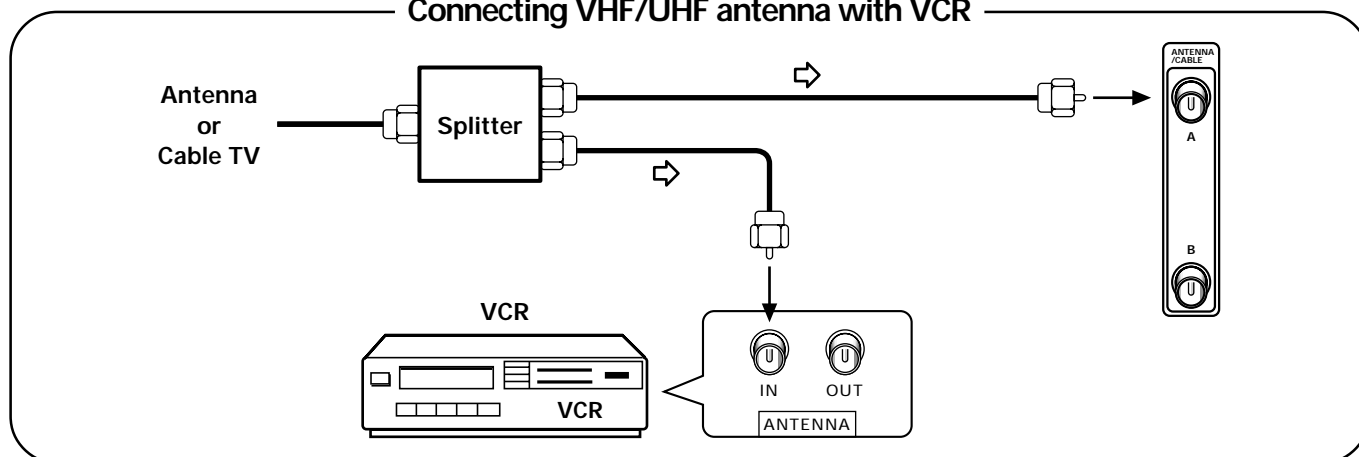 Connecting VHF/UHF antenna with VCR
Antenna
or
Cable TV
Splitter
ANTENNA
/CABLE
A
B
VCR
VCR
IN OUT
ANTENNA